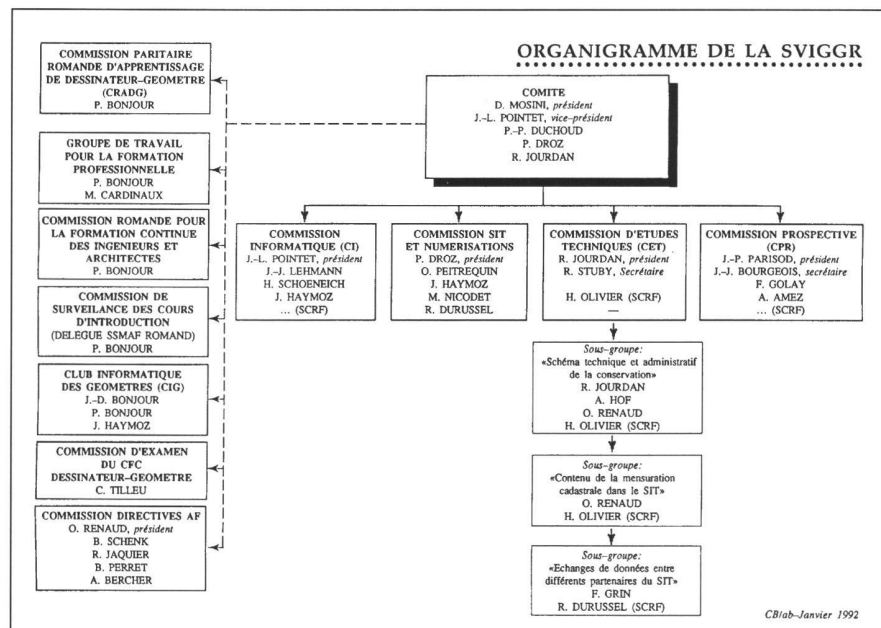 ORGANIGRAMME DE LA SVIGGR
COMITE
D. MOSINI, président
J.-L. POINTET, vice-président
P.-P. DUCHOUD
P. DROZ
R. JOURDAN
COMMISSION PARITAIRE
ROMANDE D'APPRENTISSAGE
DE DESSINATEUR-GEOMETRE
(CRADG)
P. BONJOUR
GROUPE DE TRAVAIL
POUR LA FORMATION
PROFESSIONNELLE
P. BONJOUR
M. CARDINAUX
COMMISSION ROMANDE POUR
LA FORMATION CONTINUE
DES INGENIEURS ET
ARCHITECTES
P. BONJOUR
COMMISSION DE
SURVEILANCE DES COURS
D'INTRODUCTION
(DELEGUE SSMAF ROMAND)
P. BONJOUR
CLUB INFORMATIQUE
DES GEOMETRES (CIG)
J.-D. BONJOUR
P. BONJOUR
J. HAYMOZ
COMMISSION D'EXAMEN
DU CFC
DESSINATEUR-GEOMETRE
C. TILLEU
COMMISSION DIRECTIVES AF
O. RENAUD, président
B. SCHENK
R. JAQUIER
B. PERRET
A. BERCHER
COMMISSION
INFORMATIQUE (CI)
J.-L. POINTET, président
J.-J. LEHMANN
H. SCHOENEICH
J. HAYMOZ
... (SCRF)
COMMISSION SIT
ET NUMERISATIONS
P. DROZ, président
O. PEITREQUIN
J. HAYMOZ
M. NICODET
R. DURUSSEL
COMMISSION D'ETUDES
TECHNIQUES (CET)
R. JOURDAN, président
R. STUBY, Secrétaire
H. OLIVIER (SCRF)
—
COMMISSION PROSPECTIVE
(CPR)
J.-P. PARISOD, président
J.-J. BOURGEOIS, secrétaire
F. GOLAY
A. AMEZ
... (SCRF)
Sous-groupe:
«Schéma technique et administratif
de la conservation»
R. JOURDAN
A. HOF
O. RENAUD
H. OLIVIER (SCRF)
Sous-groupe:
«Contenu de la mensuration
cadastrale dans le SIT»
O. RENAUD
H. OLIVIER (SCRF)
Sous-groupe:
«Echanges de données entre
différents partenaires du SIT»
F. GRIN
R. DURUSSEL (SCRF)
CB/ab-Janvier 1992